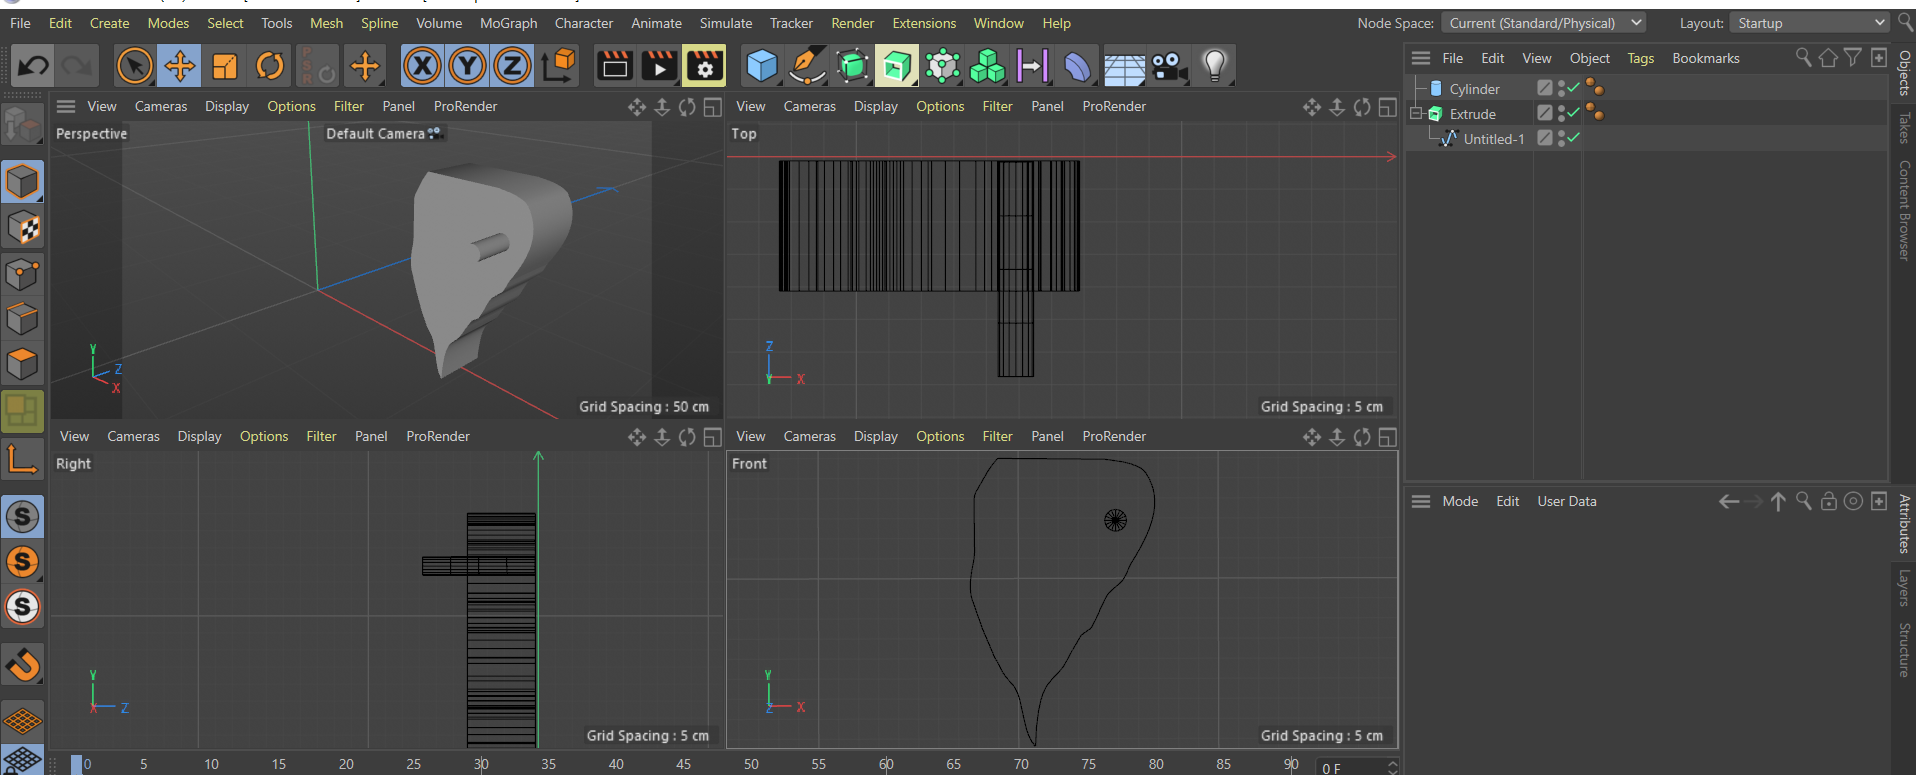 File Edit Create Modes Select Tools Mesh Spline Volume MoGraph Character Animate Simulate Tracker Render Extensions Window Help
Node Space: Current (Standard/Physical) Layout: Startup
P
S
R
X Y Z
File Edit View Object Tags Bookmarks
Cylinder
Extrude
Untitled-1
Objects
Takes
Content Browser
View Cameras Display Options Filter Panel ProRender
Perspective
Default Camera
Y
Z
X
Grid Spacing : 50 cm
View Cameras Display Options Filter Panel ProRender
Top
Z
Y X
Grid Spacing : 5 cm
View Cameras Display Options Filter Panel ProRender
Right
Y
X Z
Grid Spacing : 5 cm
View Cameras Display Options Filter Panel ProRender
Front
Y
Z X
Grid Spacing : 5 cm
S
S
S
Mode Edit User Data
Attributes
Layers
Structure
0 5 10 15 20 25 30 35 40 45 50 55 60 65 70 75 80 85 90
0 F